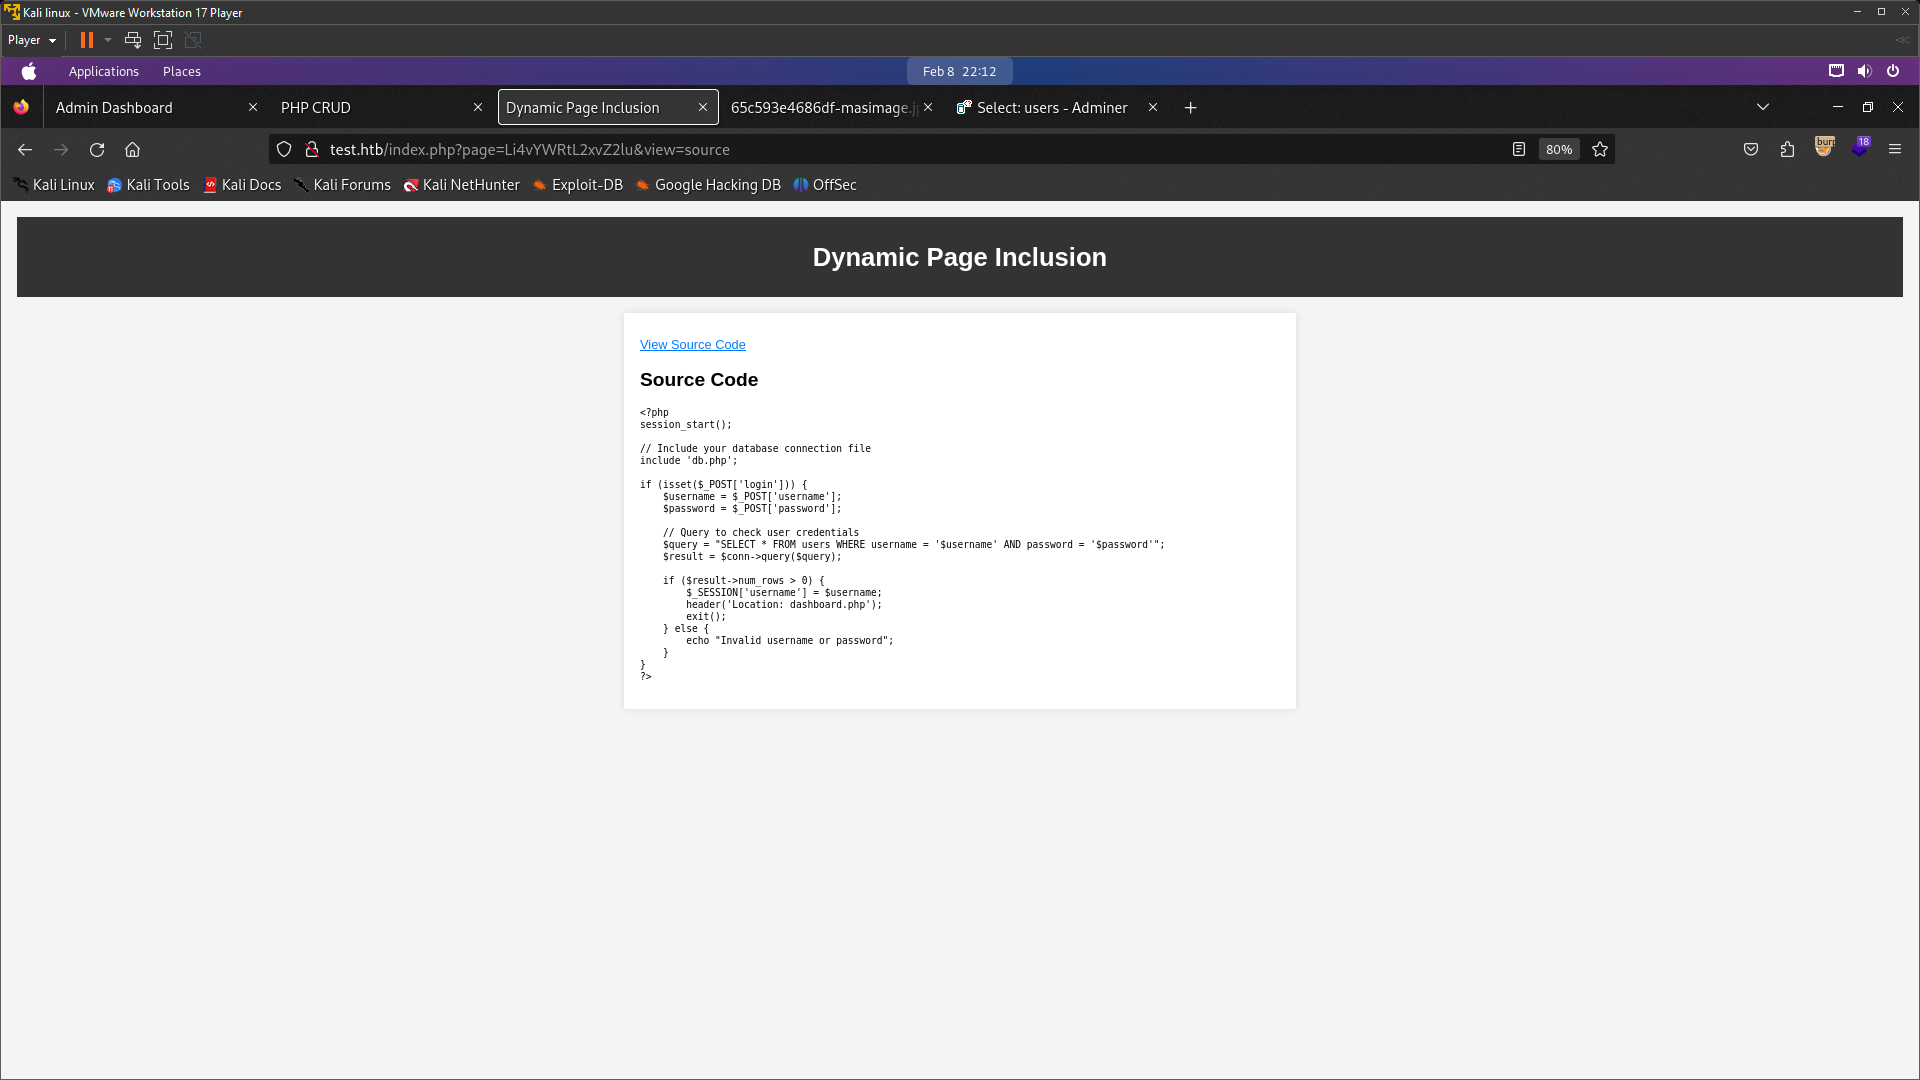 Kali linux - VMware Workstation 17 Player
Player
Applications Places Feb 8 22:12
Admin Dashboard PHP CRUD Dynamic Page Inclusion 65c593e4686df-masimage.j Select: users - Adminer
test.htb/index.php?page=Li4vYWRtL2xvZ2lu&view=source 80% burp 18
Kali Linux Kali Tools Kali Docs Kali Forums Kali NetHunter Exploit-DB Google Hacking DB OffSec
Dynamic Page Inclusion
View Source Code
Source Code
<?php
session_start();
// Include your database connection file
include 'db.php';
if (isset($_POST['login'])) {
    $username = $_POST['username'];
    $password = $_POST['password'];
    // Query to check user credentials
    $query = "SELECT * FROM users WHERE username = '$username' AND password = '$password'";
    $result = $conn->query($query);
    if ($result->num_rows > 0) {
        $_SESSION['username'] = $username;
        header('Location: dashboard.php');
        exit();
    } else {
        echo "Invalid username or password";
    }
}
?>